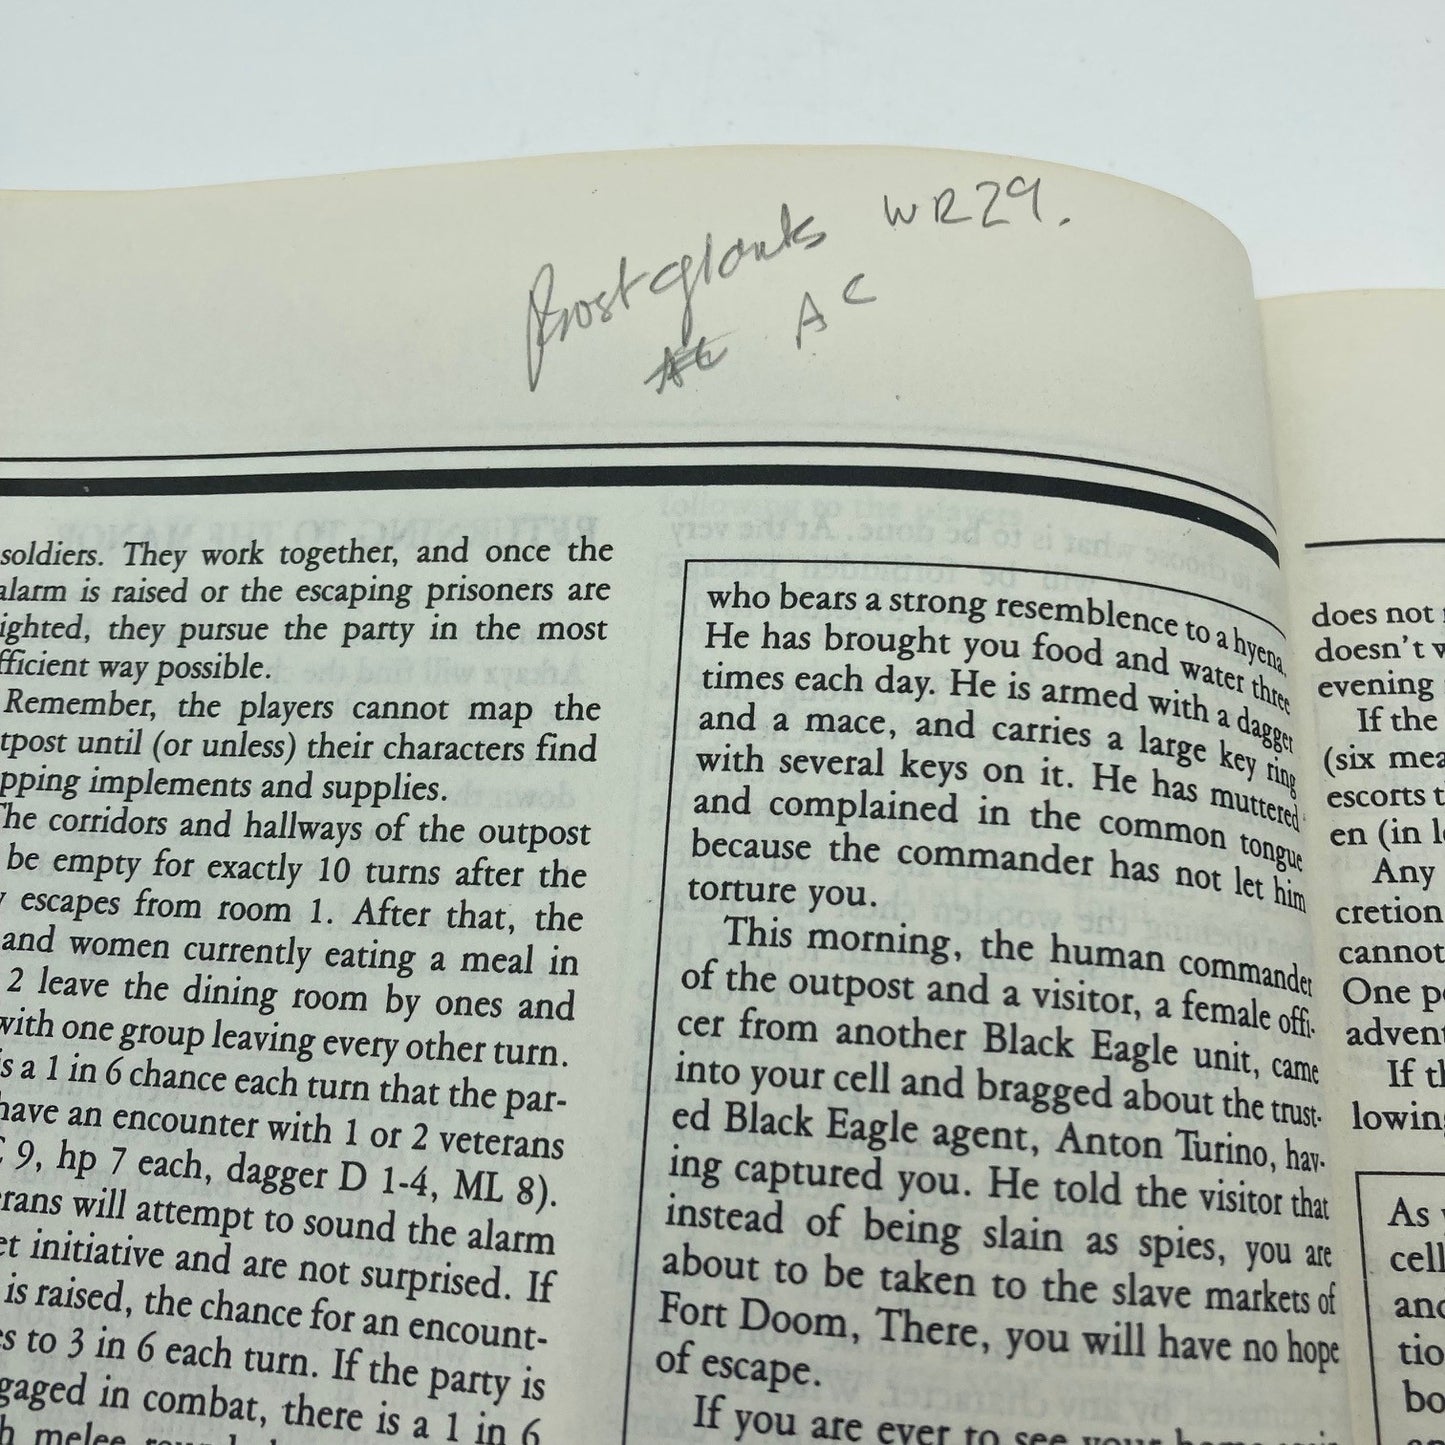 WR29.
AC
soldiers. They work together, and once the
alarm is raised or the escaping prisoners are
ighted, they pursue the party in the most
fficient way possible.
Remember, the players cannot map the
tpost until (or unless) their characters find
pping implements and supplies.
The corridors and hallways of the outpost
be empty for exactly 10 turns after the
y escapes from room 1. After that, the
and women currently eating a meal in
2 leave the dining room by ones and
with one group leaving every other turn.
is a 1 in 6 chance each turn that the par-
have an encounter with 1 or 2 veterans
C 9, hp 7 each, dagger D 1-4, ML 8).
erans will attempt to sound the alarm
et initiative and are not surprised. If
is raised, the chance for an encount-
es to 3 in 6 each turn. If the party is
gaged in combat, there is a 1 in 6
h melee
who bears a strong resemblence to a hyena.
He has brought you food and water three
times each day. He is armed with a dagger
and a mace, and carries a large key ring
with several keys on it. He has muttered
and complained in the common tongue
because the commander has not let him
torture you.
This morning, the human commander
of the outpost and a visitor, a female offi-
cer from another Black Eagle unit, came
into your cell and bragged about the trust-
ed Black Eagle agent, Anton Turino, hav-
ing captured you. He told the visitor that
instead of being slain as spies, you are
about to be taken to the slave markets of
Fort Doom, There, you will have no hope
of escape.
If you are ever to see your home
does not
doesn't w
evening
If the
(six mea
escorts t
en (in l
Any
cretion
cannot
One p
advent
If th
lowing
As
cell
and
tio
bo